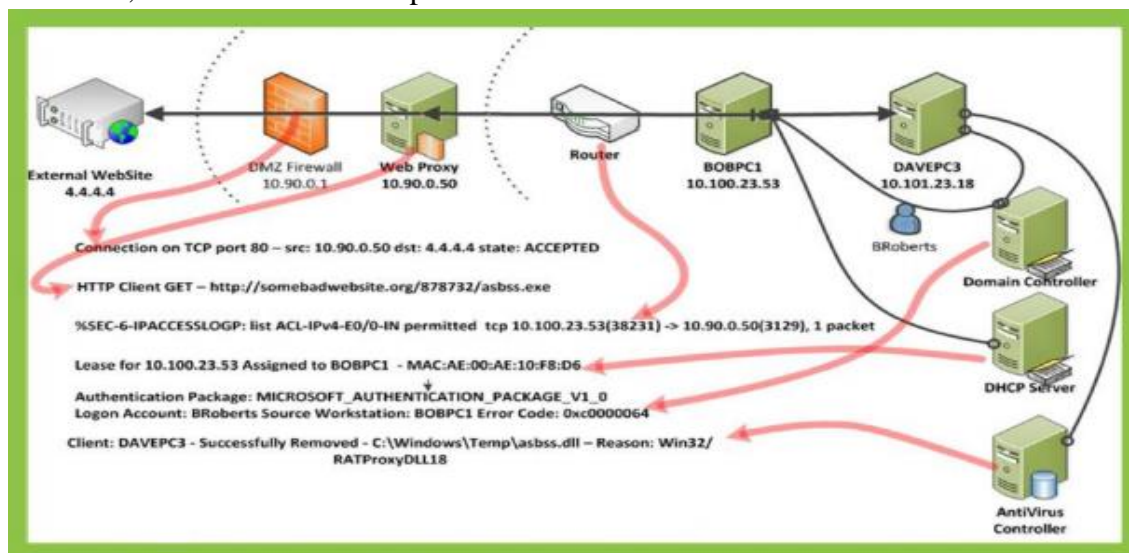 External WebSite
4.4.4.4
DMZ Firewall
10.90.0.1
Web Proxy
10.90.0.50
Router
BOBPC1
10.100.23.53
DAVEPC3
10.101.23.18
BRoberts
Domain Controller
DHCP Server
AntiVirus
Controller
Connection on TCP port 80 – src: 10.90.0.50 dst: 4.4.4.4 state: ACCEPTED
HTTP Client GET – http://somebadwebsite.org/878732/asbss.exe
%SEC-6-IPACCESSLOGP: list ACL-IPv4-E0/0-IN permitted tcp 10.100.23.53(38231) -> 10.90.0.50(3129), 1 packet
Lease for 10.100.23.53 Assigned to BOBPC1 - MAC:AE:00:AE:10:F8:D6
Authentication Package: MICROSOFT_AUTHENTICATION_PACKAGE_V1_0
Logon Account: BRoberts Source Workstation: BOBPC1 Error Code: 0xc0000064
Client: DAVEPC3 - Successfully Removed - C:\Windows\Temp\asbss.dll – Reason: Win32/
RATProxyDLL18